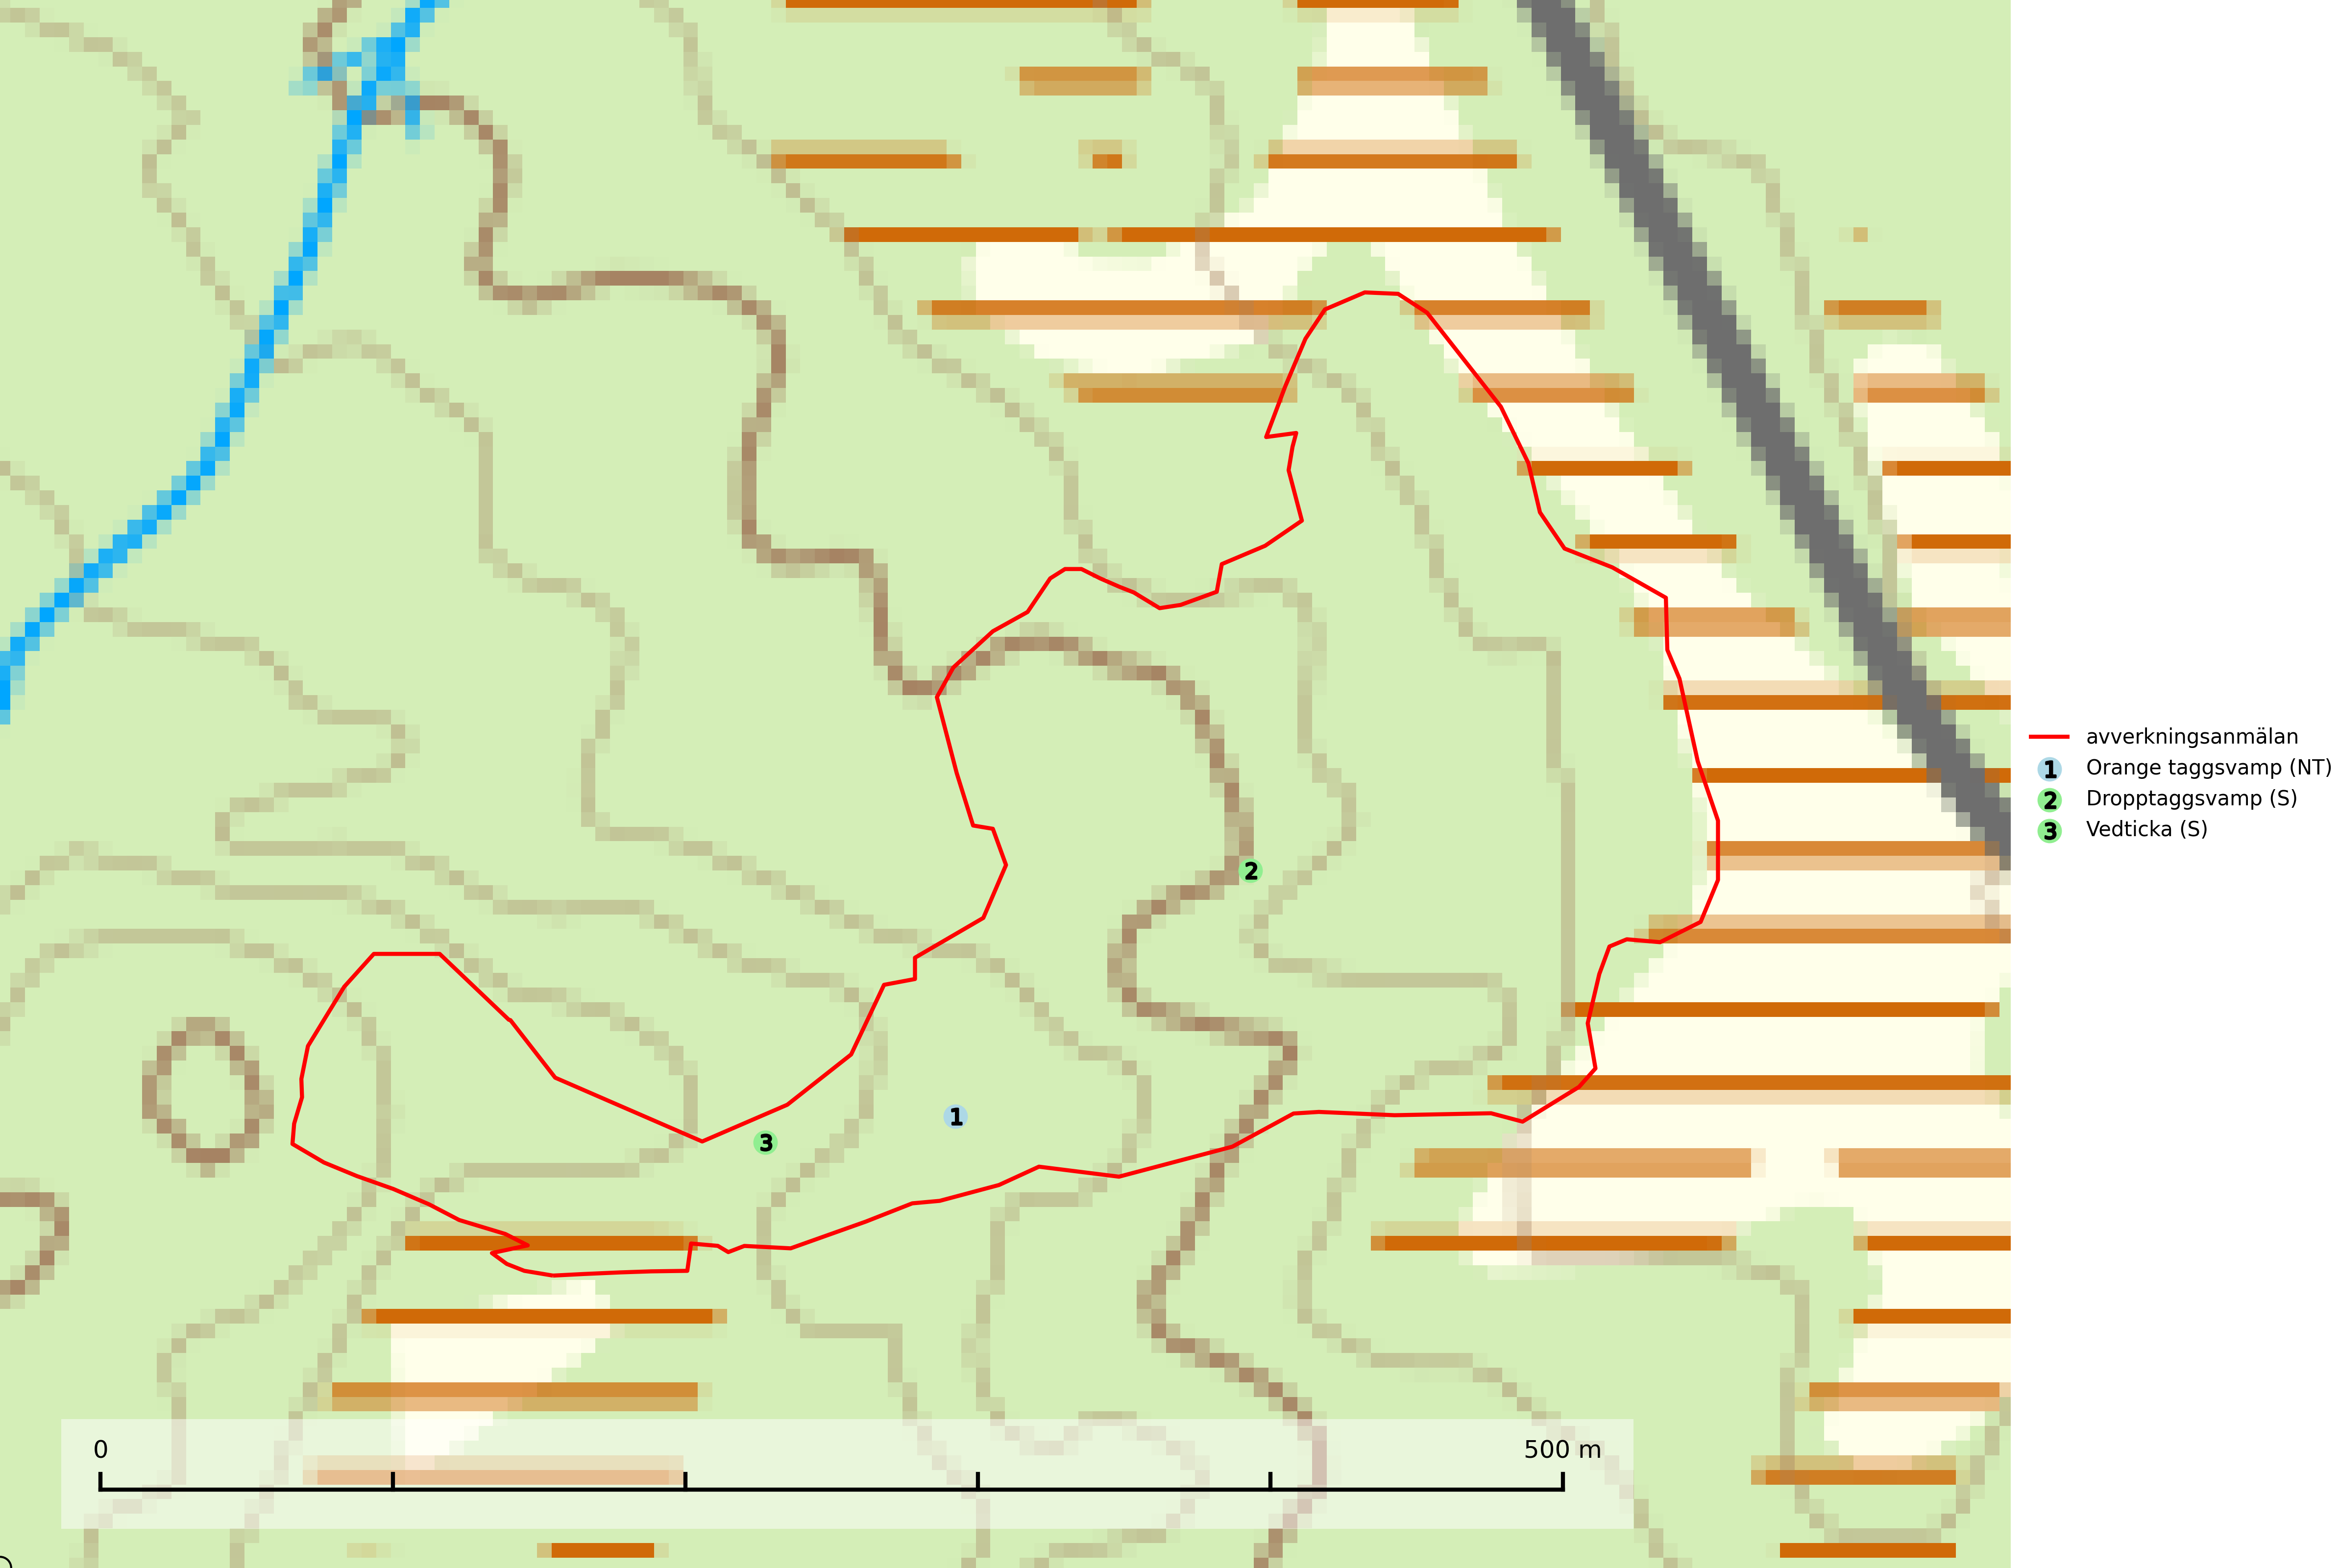 2
1
3
avverkningsanmälan
1 Orange taggsvamp (NT)
2 Dropptaggsvamp (S)
3 Vedticka (S)
0 500 m